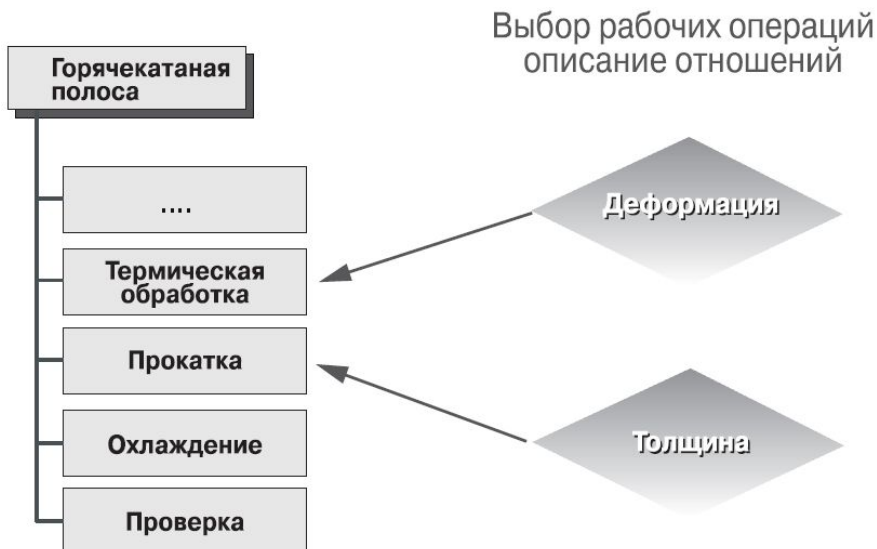 Выбор рабочих операций
описание отношений
Горячекатаная
полоса
....
Термическая
обработка
Прокатка
Охлаждение
Проверка
Деформация
Толщина